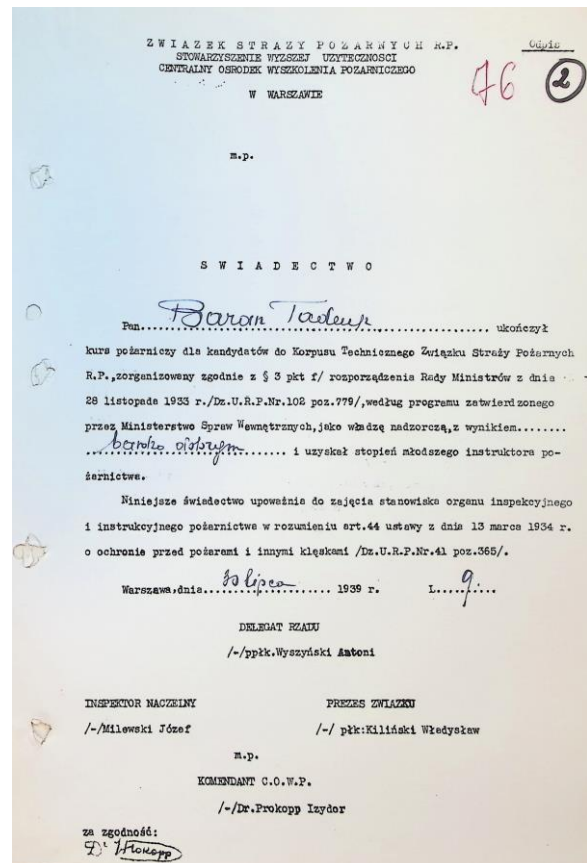 ZWIAZEK STRAZY POZARNYCH R.P.
Odpis
STOWARZYSZENIE WYZSZEJ UZYTECZNOSCI
CENTRALNY OSRODEK WYSZKOLENIA POZARNICZEGO
W WARSZAWIE
76
2
m.p.
SWIADECTWO
Pan....Baran Tadeusz.... ukończył
kurs pożarniczy dla kandydatów do Korpusu Technicznego Związku Straży Pożarnych
R.P.,zorganizowany zgodnie z § 3 pkt f/ rozporządzenia Rady Ministrów z dnia
28 listopada 1933 r./Dz.U.R.P.Nr.102 poz.779/,według programu zatwierdzonego
przez Ministerstwo Spraw Wewnętrznych,jako władzę nadzorczą,z wynikiem........
..bardzo dobrym........ i uzyskał stopień młodszego instruktora po-
żarnictwa.
Niniejsze świadectwo upoważnia do zajęcia stanowiska organu inspekcyjnego
i instrukcyjnego pożarnictwa w rozumieniu art.44 ustawy z dnia 13 marca 1934 r.
o ochronie przed pożarami i innymi klęskami /Dz.U.R.P.Nr.41 poz.365/.
Warszawa,dnia....30 lipca.... 1939 r. L....9....
DELEGAT RZADU
/-/ppłk.Wyszyński Antoni
INSPEKTOR NACZELNY PREZES ZWIAZKU
/-/Milewski Józef /-/ płk:Kiliński Władysław
m.p.
KOMENDANT C.O.W.P.
/-/Dr.Prokopp Izydor
za zgodność:
Dr Prokopp